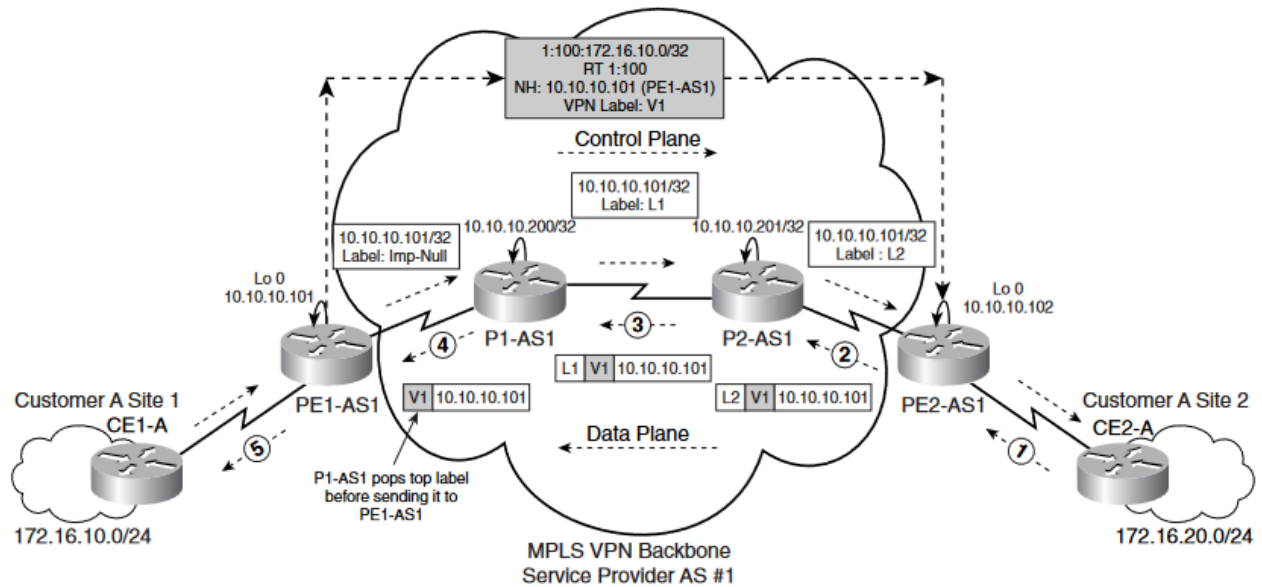 1:100:172.16.10.0/32
RT 1:100
NH: 10.10.10.101 (PE1-AS1)
VPN Label: V1
Control Plane
10.10.10.101/32
Label: L1
10.10.10.101/32
Label: Imp-Null
10.10.10.200/32
10.10.10.201/32
10.10.10.101/32
Label : L2
Lo 0
10.10.10.101
Lo 0
10.10.10.102
PE1-AS1
4
P1-AS1
3
P2-AS1
2
PE2-AS1
V1 10.10.10.101
L1 V1 10.10.10.101
L2 V1 10.10.10.101
Customer A Site 1
CE1-A
5
172.16.10.0/24
Data Plane
P1-AS1 pops top label
before sending it to
PE1-AS1
Customer A Site 2
CE2-A
1
172.16.20.0/24
MPLS VPN Backbone
Service Provider AS #1